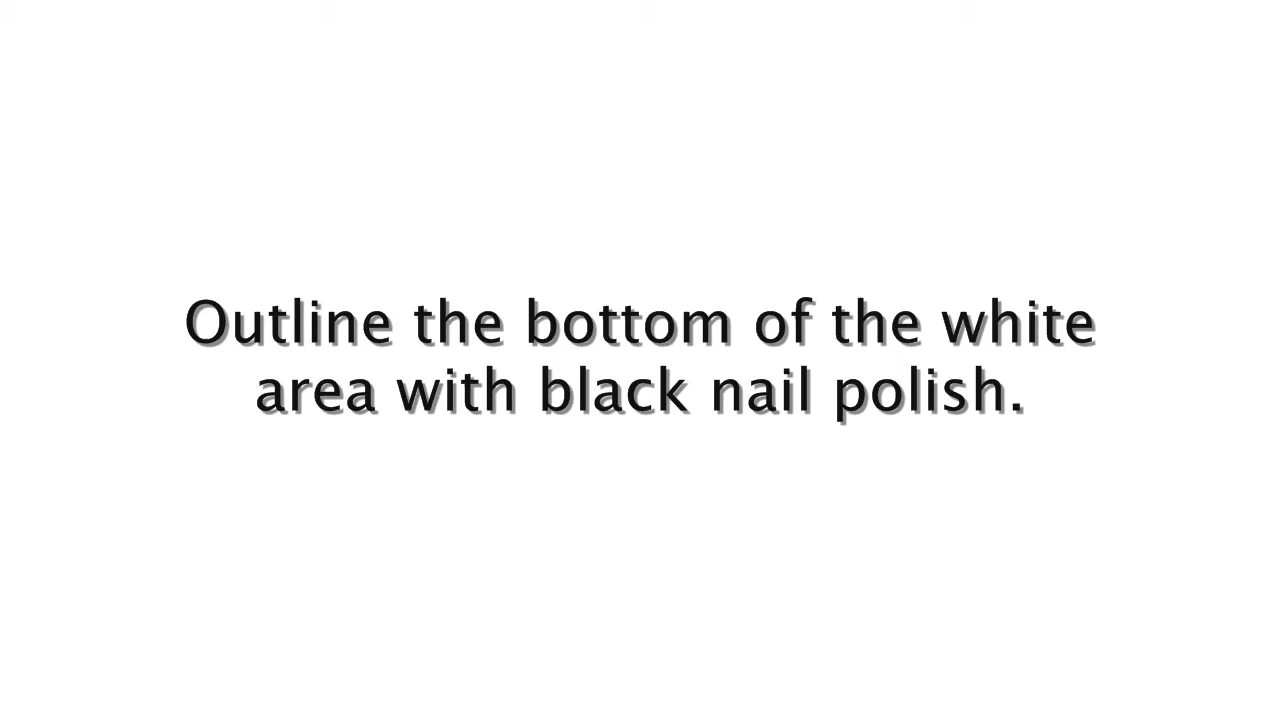 Outline the bottom of the white
area with black nail polish.